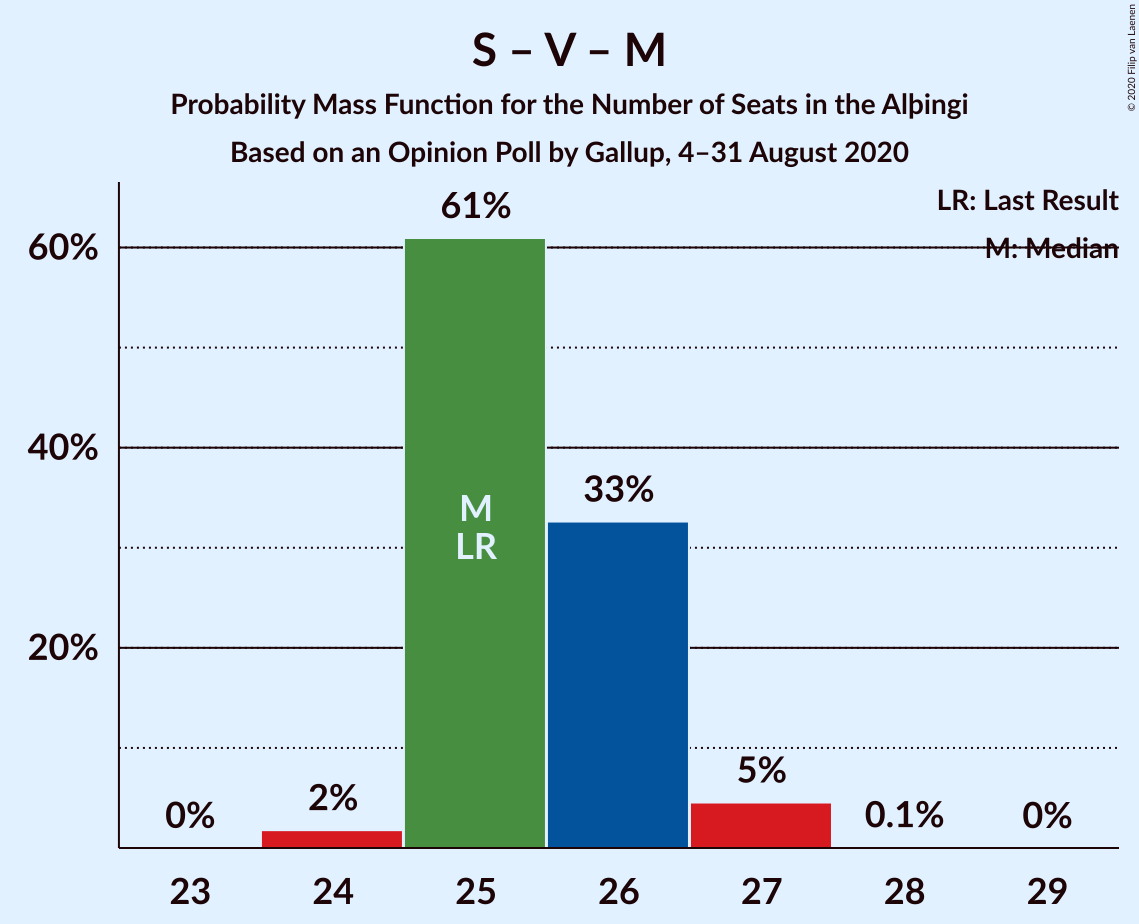 S – V – M
Probability Mass Function for the Number of Seats in the Alþingi
Based on an Opinion Poll by Gallup, 4–31 August 2020
© 2020 Filip van Laenen
LR: Last Result
M: Median
60%
40%
20%
0%
2%
61%
M
LR
33%
5%
0.1%
0%
23
24
25
26
27
28
29